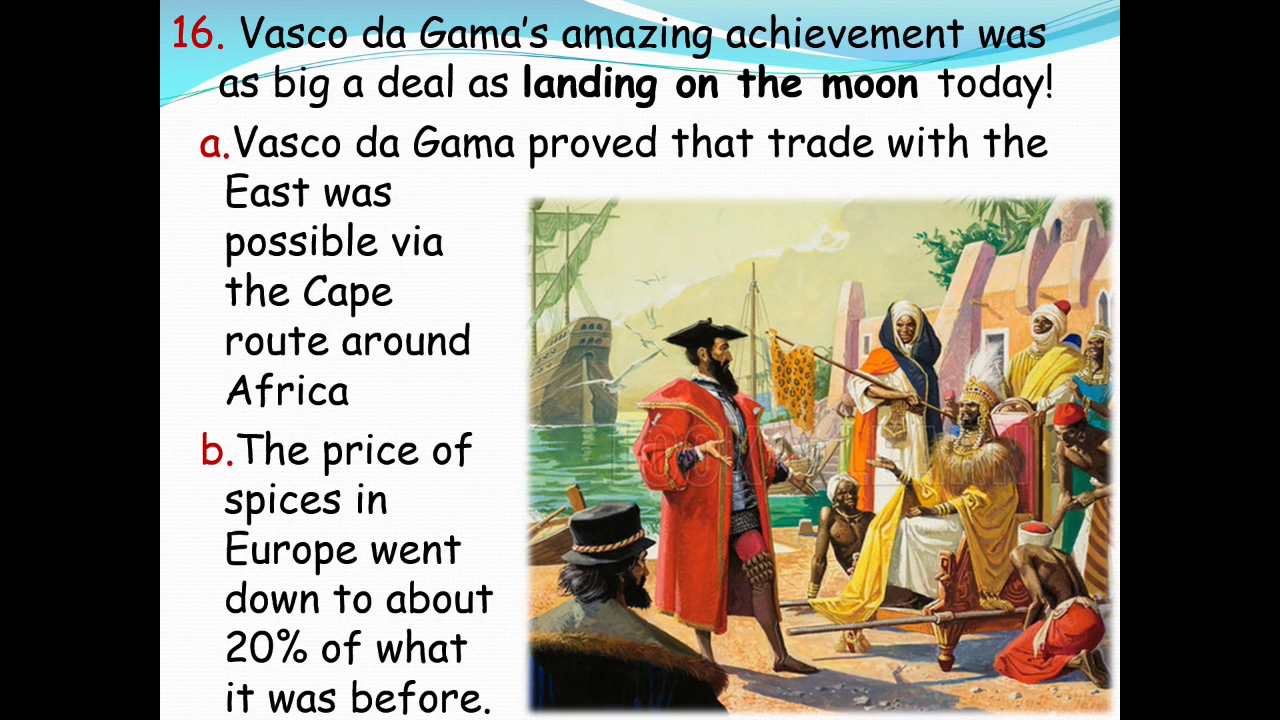 16. Vasco da Gama's amazing achievement was
as big a deal as landing on the moon today!
a.Vasco da Gama proved that trade with the
East was
possible via
the Cape
route around
Africa
b.The price of
spices in
Europe went
down to about
20% of what
it was before.